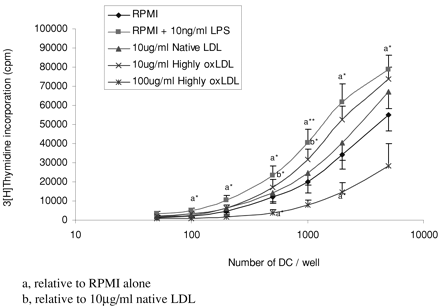 RPMI
RPMI + 10ng/ml LPS
10ug/ml Native LDL
10ug/ml Highly oxLDL
100ug/ml Highly oxLDL
3[H]Thymidine incorporation (cpm)
90000
80000
70000
60000
50000
40000
30000
20000
10000
0
a*
a*
a*
a*
a**
a*
a*
b*
b*
a*
a*
10
100
1000
10000
Number of DC / well
a, relative to RPMI alone
b, relative to 10µg/ml native LDL